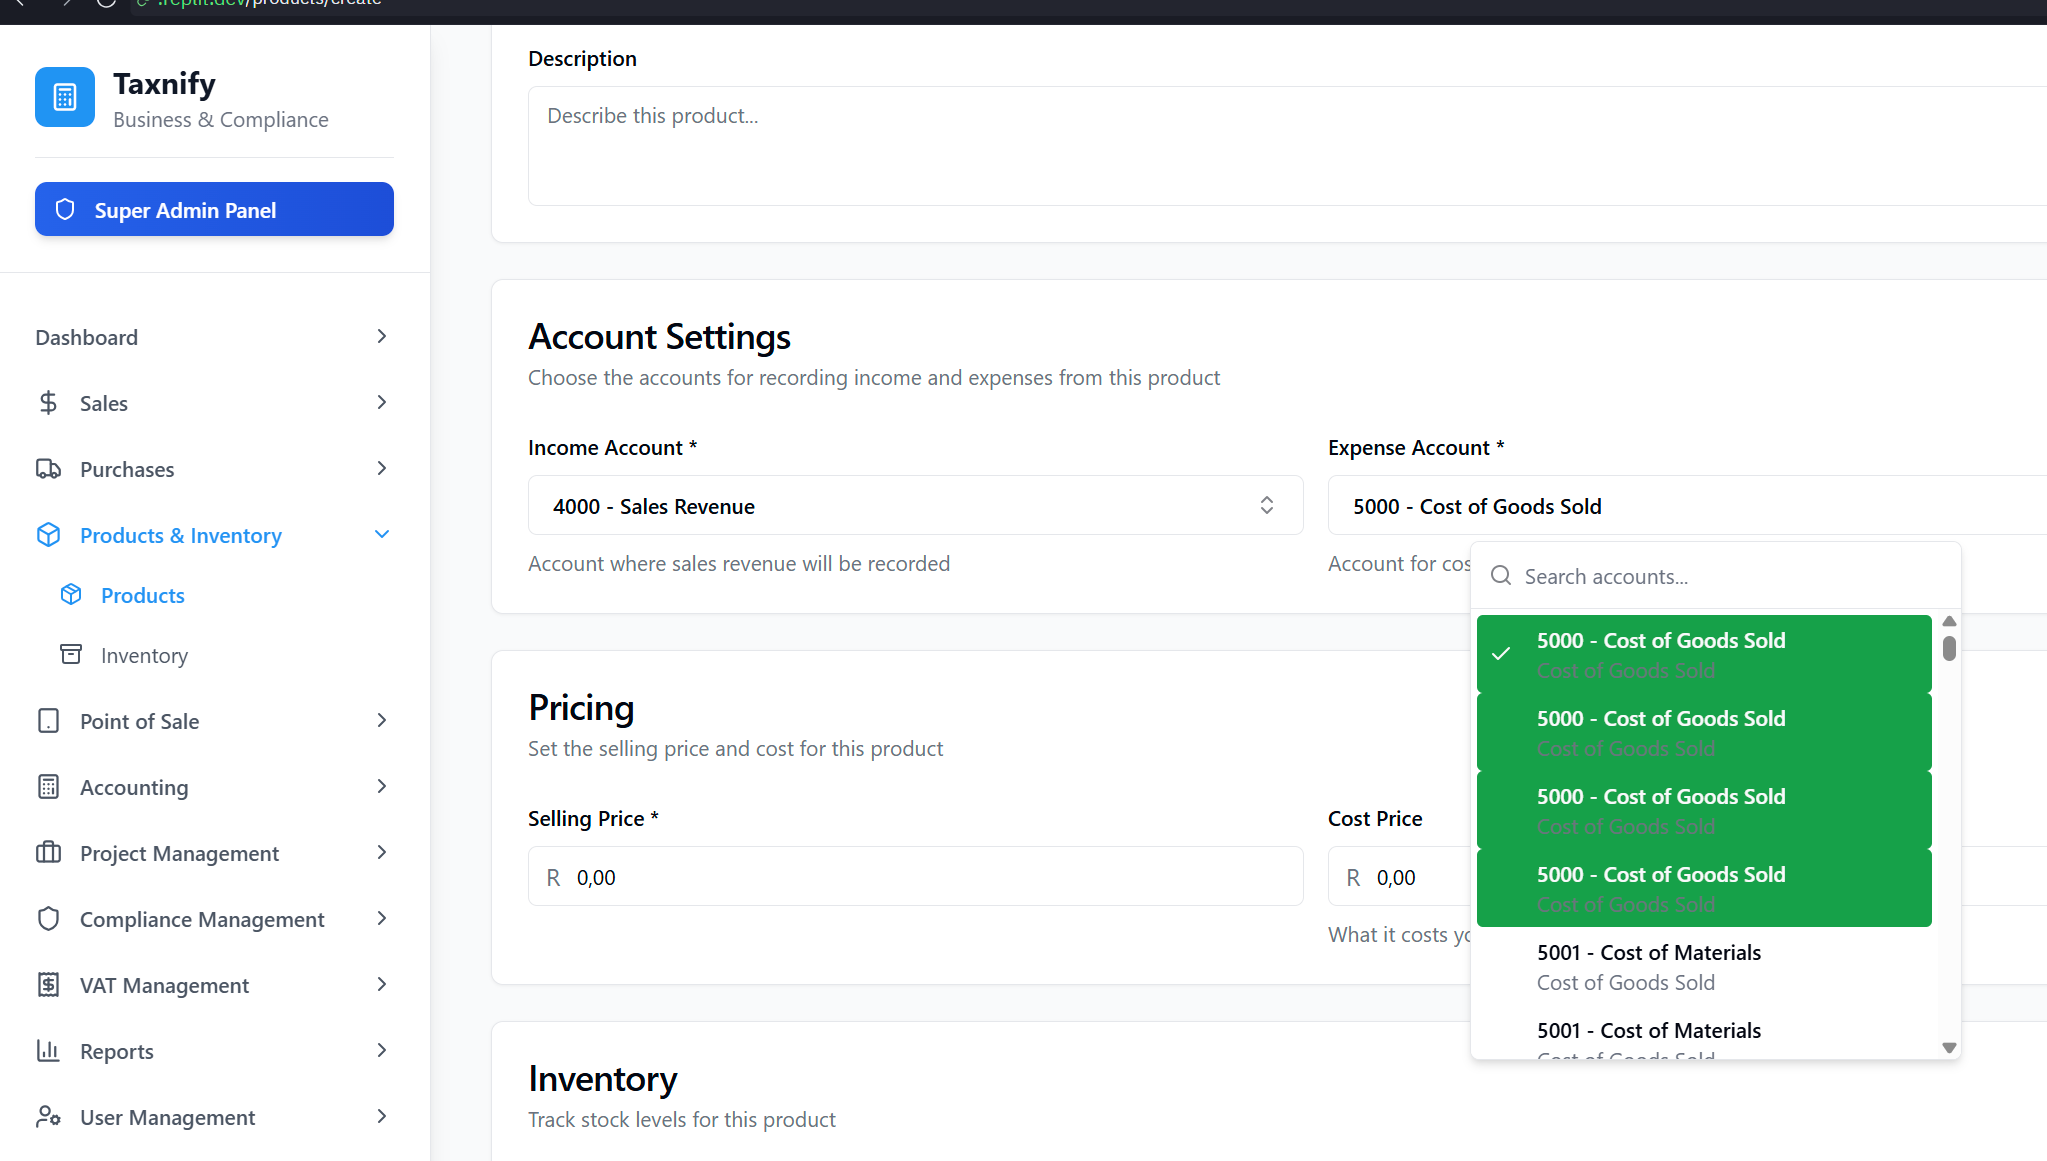 .replit.dev/products/create
Taxnify
Business & Compliance
Super Admin Panel
Dashboard
Sales
Purchases
Products & Inventory
Products
Inventory
Point of Sale
Accounting
Project Management
Compliance Management
VAT Management
Reports
User Management
Description
Describe this product...
Account Settings
Choose the accounts for recording income and expenses from this product
Income Account *
4000 - Sales Revenue
Account where sales revenue will be recorded
Expense Account *
5000 - Cost of Goods Sold
Account for
Search accounts...
5000 - Cost of Goods Sold
Cost of Goods Sold
5000 - Cost of Goods Sold
Cost of Goods Sold
5000 - Cost of Goods Sold
Cost of Goods Sold
5000 - Cost of Goods Sold
Cost of Goods Sold
5001 - Cost of Materials
Cost of Goods Sold
5001 - Cost of Materials
Cost of Goods Sold
Pricing
Set the selling price and cost for this product
Selling Price *
R 0,00
Cost Price
R 0,00
What it costs
Inventory
Track stock levels for this product